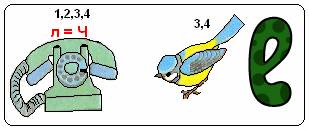 1,2,3,4
л = Ч
3,4
е